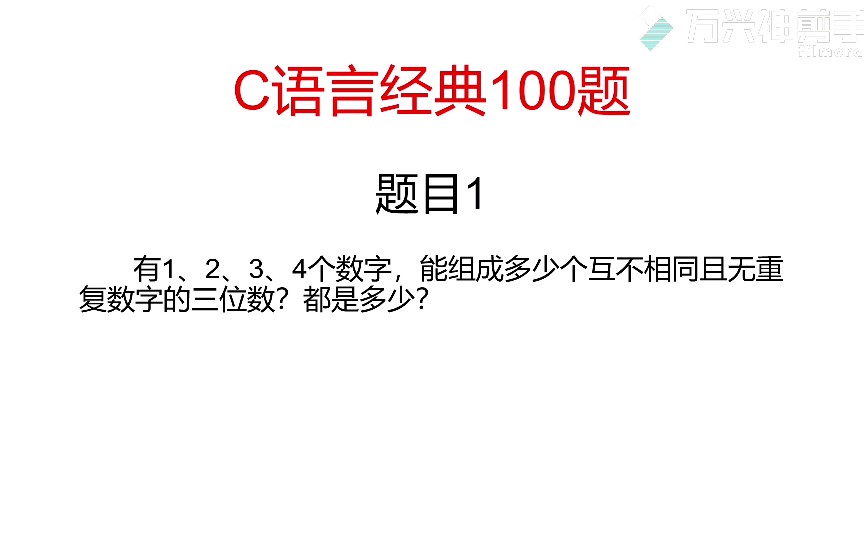 万兴神剪手
filmora
C语言经典100题
题目1
有1、2、3、4个数字，能组成多少个互不相同且无重
复数字的三位数？都是多少？